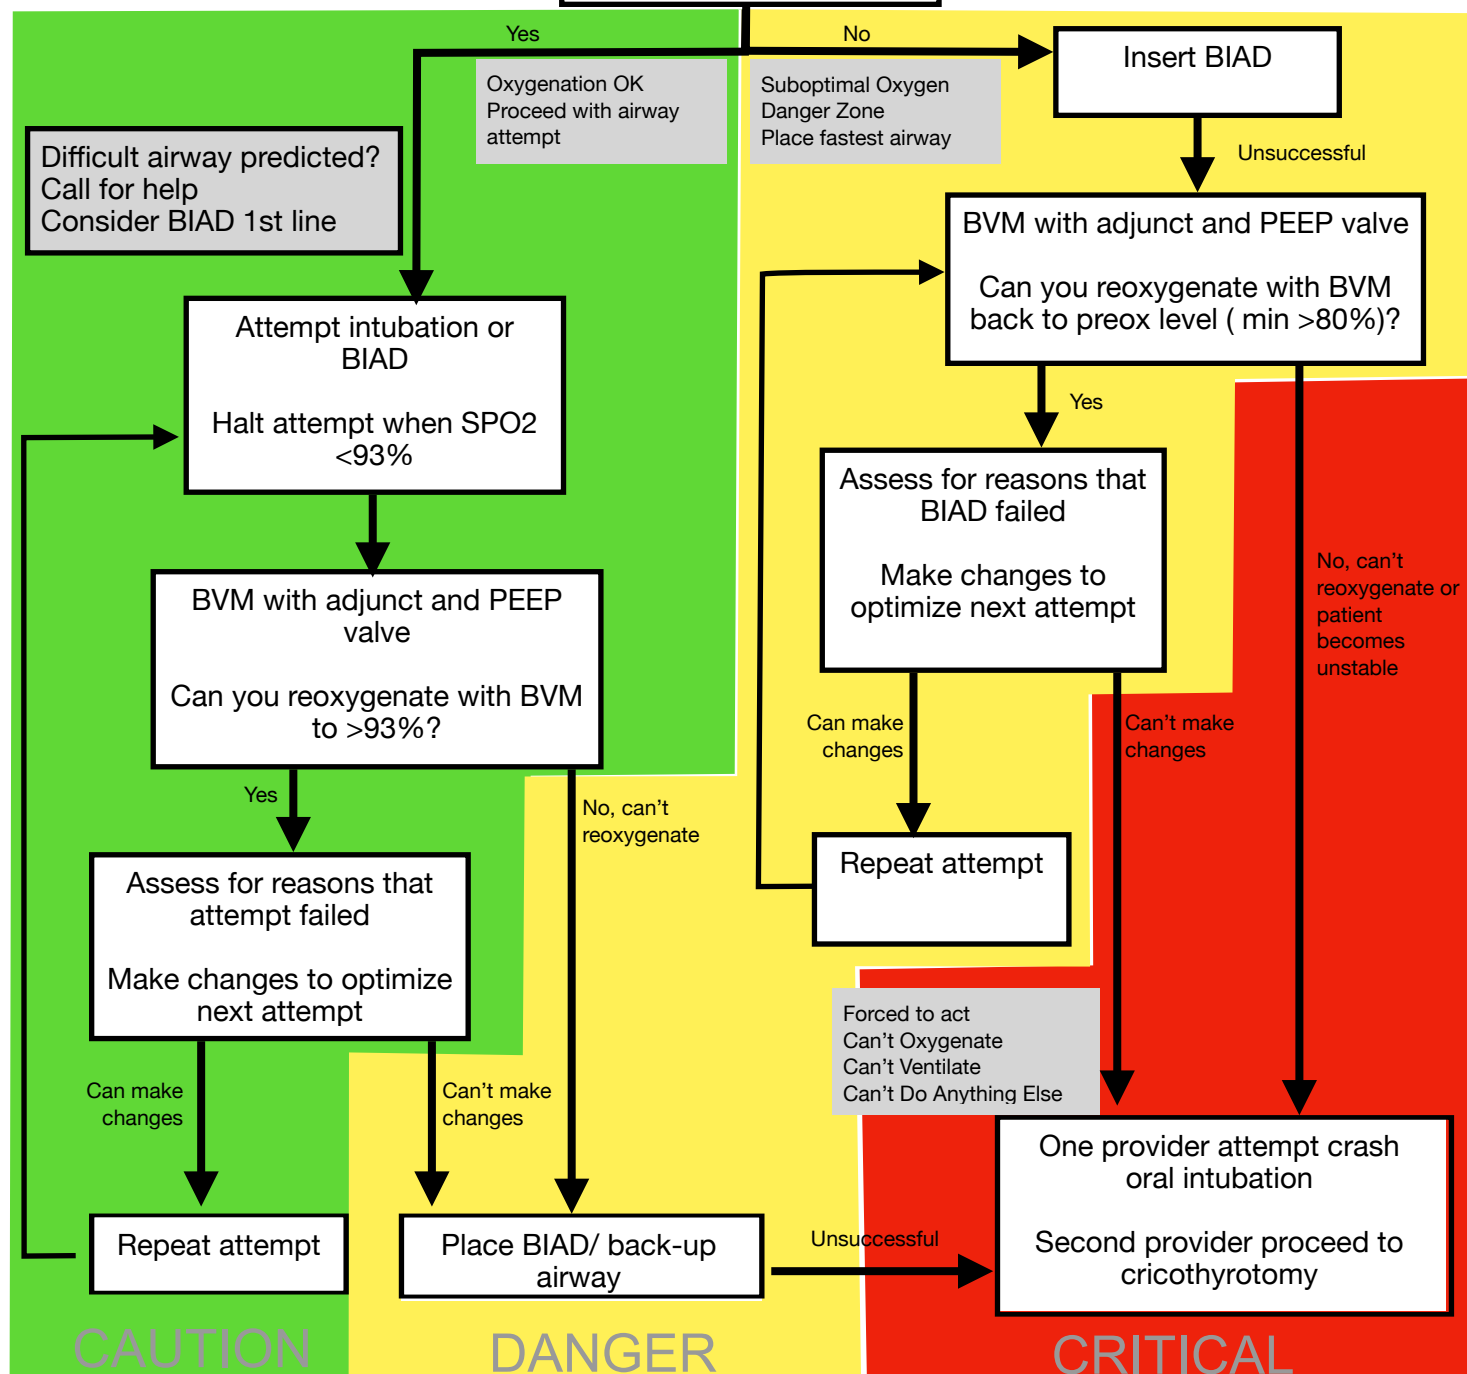 Yes
No
Insert BIAD
Oxygenation OK
Proceed with airway
attempt
Suboptimal Oxygen
Danger Zone
Place fastest airway
Difficult airway predicted?
Call for help
Consider BIAD 1st line
Unsuccessful
BVM with adjunct and PEEP valve
Can you reoxygenate with BVM
back to preox level ( min >80%)?
Attempt intubation or
BIAD
Halt attempt when SPO2
<93%
Yes
Assess for reasons that
BIAD failed
Make changes to
optimize next attempt
No, can't
reoxygenate or
patient
becomes
unstable
BVM with adjunct and PEEP
valve
Can you reoxygenate with BVM
to >93%?
Can make
changes
Can't make
changes
Yes
No, can't
reoxygenate
Repeat attempt
Assess for reasons that
attempt failed
Make changes to optimize
next attempt
Forced to act
Can't Oxygenate
Can't Ventilate
Can't Do Anything Else
Can make
changes
Can't make
changes
One provider attempt crash
oral intubation
Second provider proceed to
cricothyrotomy
Repeat attempt
Place BIAD/ back-up
airway
Unsuccessful
CAUTION
DANGER
CRITICAL